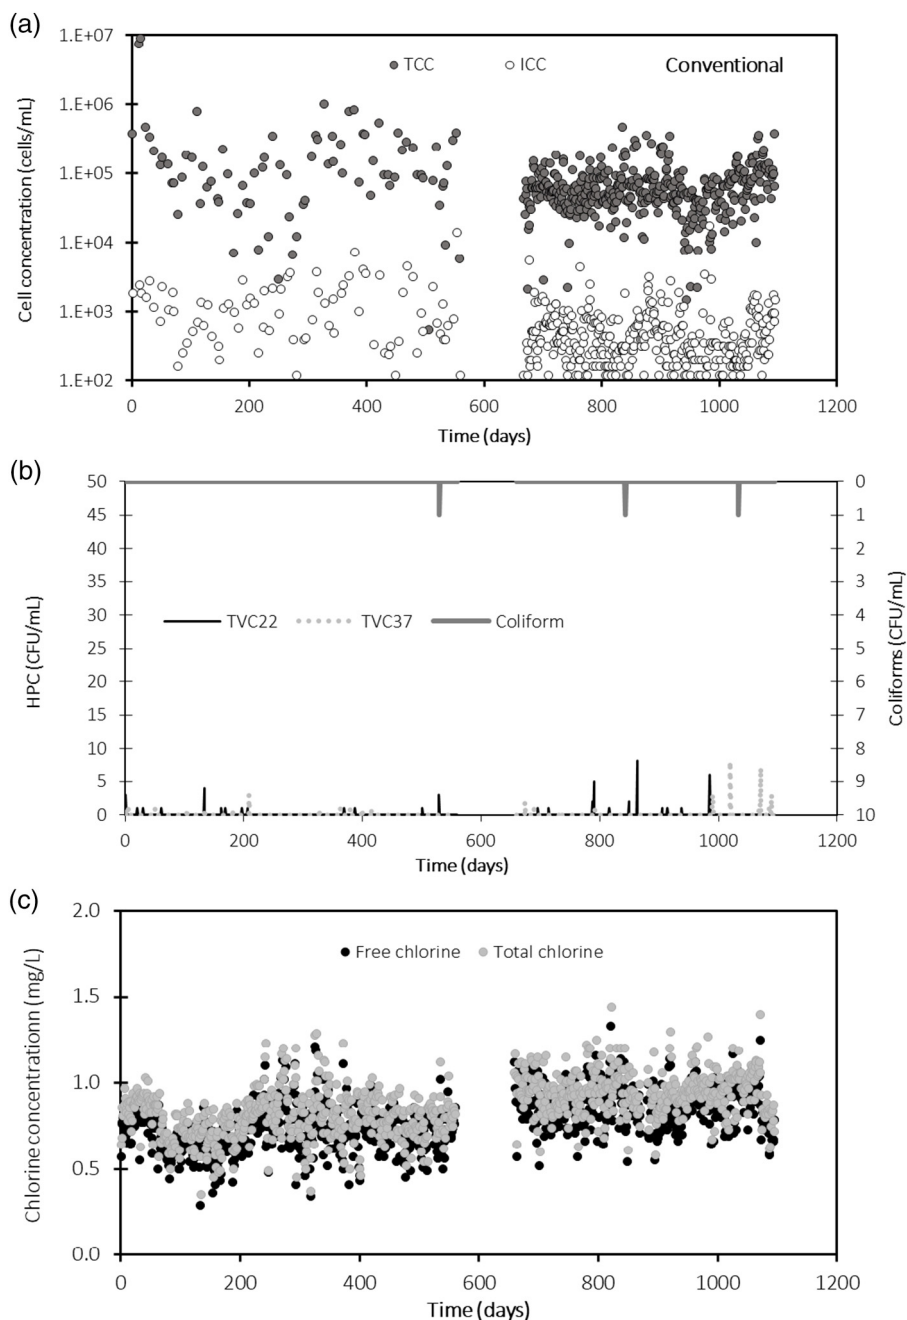 (a)
1.E+07
TCC ICC Conventional
1.E+06
1.E+05
1.E+04
1.E+03
1.E+02
Cell concentration (cells/mL)
0 200 400 600 800 1000 1200
Time (days)
(b)
50 0
45 1
40 2
35 3
30 4
TVC22 TVC37 Coliform
25 5
20 6
15 7
10 8
5 9
0 10
HPC (CFU/mL)
Coliforms (CFU/mL)
0 200 400 600 800 1000 1200
Time (days)
(c)
2.0
Free chlorine Total chlorine
1.5
1.0
0.5
0.0
Chlorine concentrationn (mg/L)
0 200 400 600 800 1000 1200
Time (days)